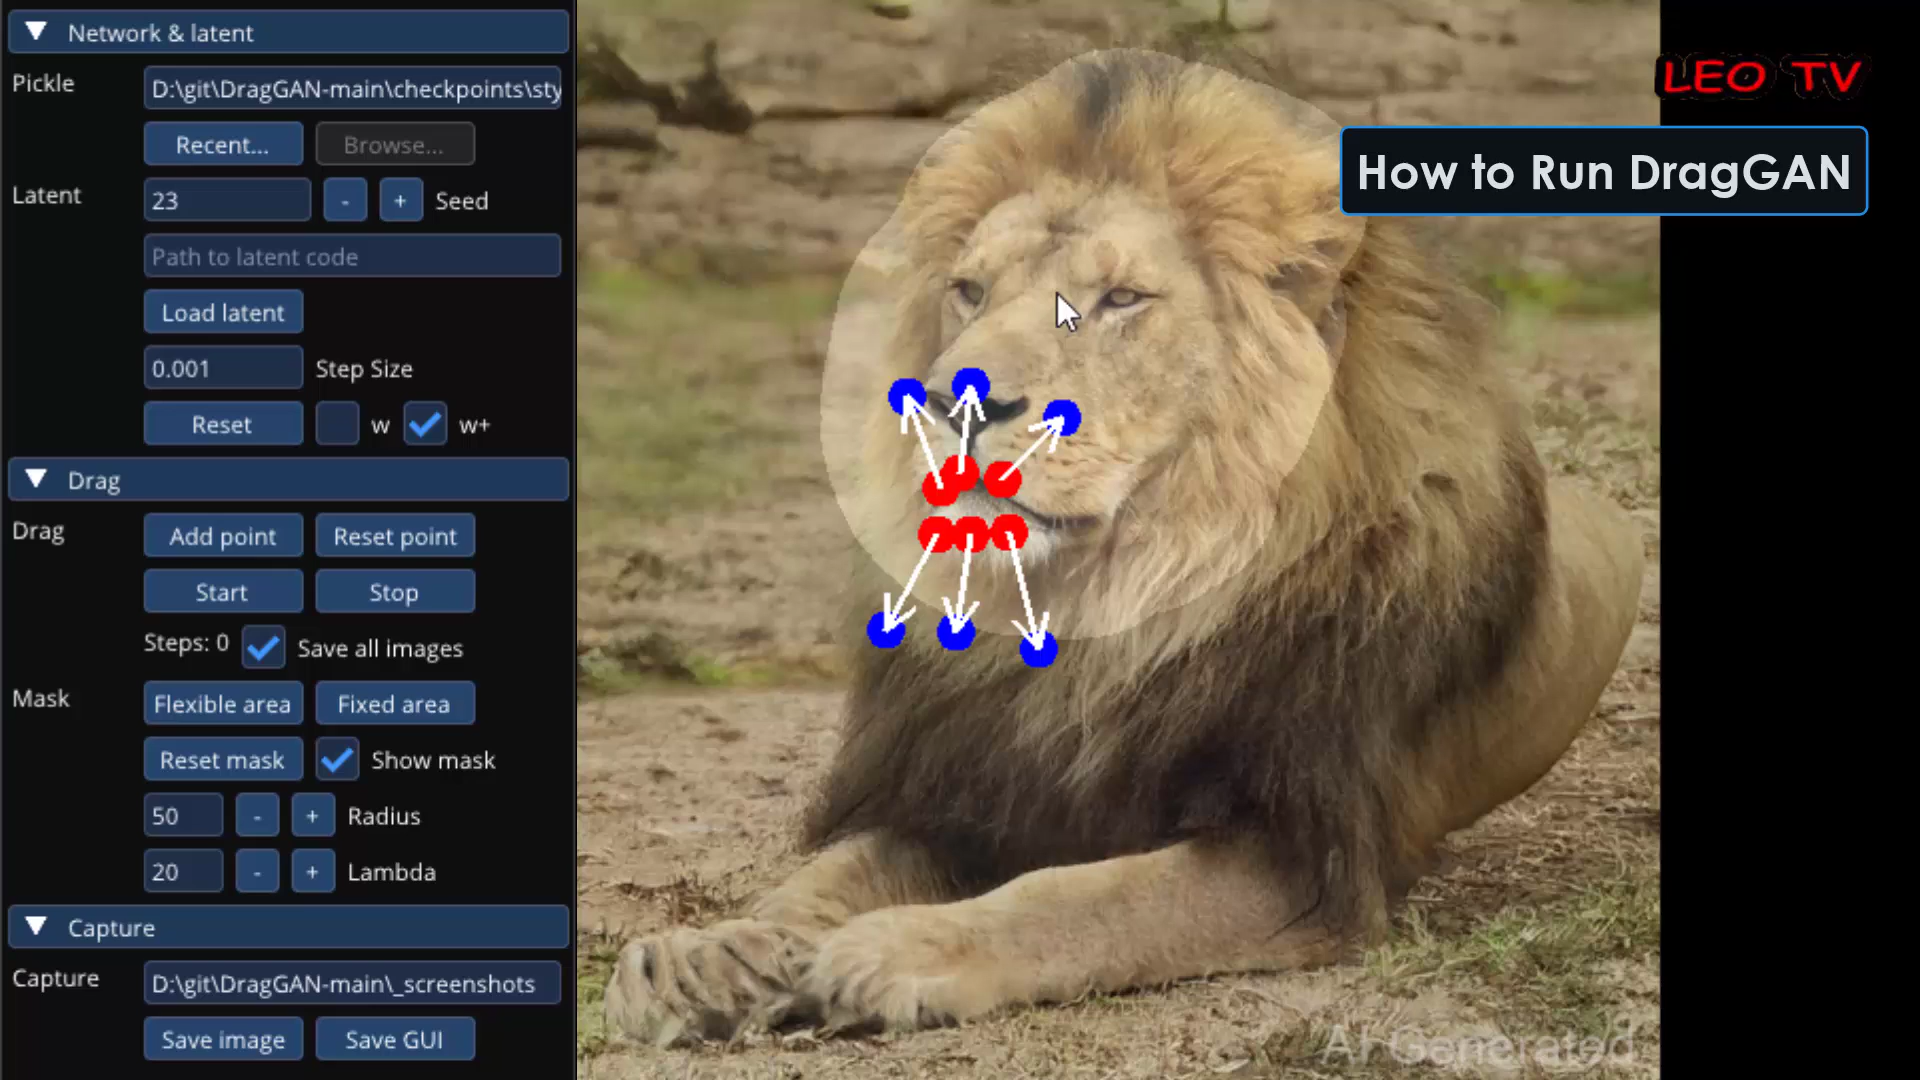 Network & latent
Pickle
D:\git\DragGAN-main\checkpoints\sty
Recent...
Browse...
Latent
23
-
+
Seed
Path to latent code
Load latent
0.001
Step Size
Reset
w
w+
Drag
Drag
Add point
Reset point
Start
Stop
Steps: 0
Save all images
Mask
Flexible area
Fixed area
Reset mask
Show mask
50
-
+
Radius
20
-
+
Lambda
Capture
Capture
D:\git\DragGAN-main\_screenshots
Save image
Save GUI
LEO TV
How to Run DragGAN
AI Generated